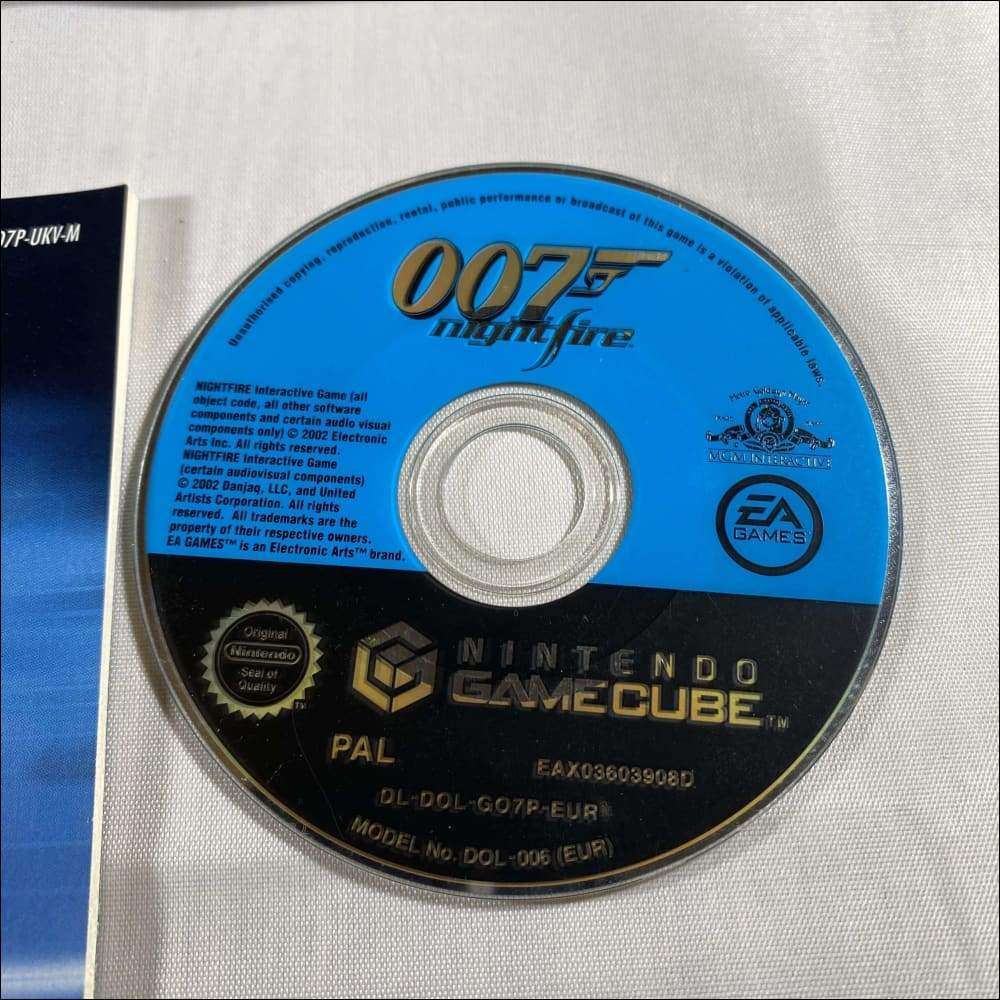 O7P-UKV-M
Unauthorised copying, reproduction, rental, public performance or broadcast of this game is a violation of applicable laws.
007
nightfire™
NIGHTFIRE Interactive Game (all
object code, all other software
components and certain audio visual
components only) © 2002 Electronic
Arts Inc. All rights reserved.
NIGHTFIRE Interactive Game
(certain audiovisual components)
© 2002 Danjaq, LLC, and United
Artists Corporation. All rights
reserved. All trademarks are the
property of their respective owners.
EA GAMES™ is an Electronic Arts™ brand.
MGM INTERACTIVE
EA
GAMES
Original
Nintendo
Seal of
Quality
TM
NINTENDO
GAMECUBE™
PAL
EAX03603908D
DL-DOL-GO7P-EUR
MODEL No. DOL-006 (EUR)